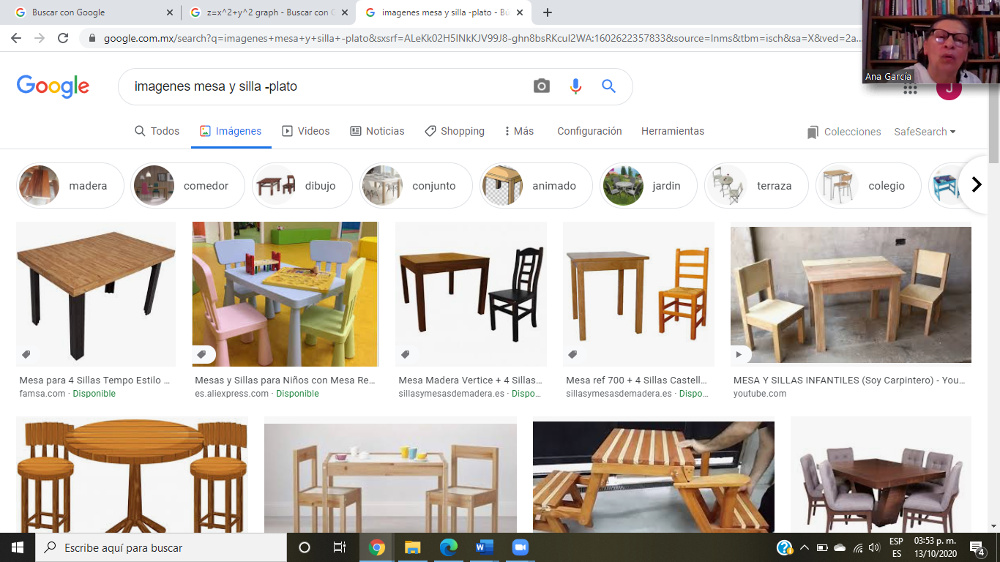 Buscar con Google
z=x^2+y^2 graph - Buscar con G
imagenes mesa y silla -plato - Bú
google.com.mx/search?q=imagenes+mesa+y+silla+-plato&sxsrf=ALeKk02H5INkKJV99J8-ghn8bsRKcul2WA:1602622357833&source=lnms&tbm=isch&sa=X&ved=2a...
Ana García
Google
imagenes mesa y silla -plato
J
Todos
Imágenes
Videos
Noticias
Shopping
Más
Configuración
Herramientas
Colecciones
SafeSearch
madera
comedor
dibujo
conjunto
animado
jardin
terraza
colegio
Mesa para 4 Sillas Tempo Estilo ...
famsa.com · Disponible
Mesas y Sillas para Niños con Mesa Re...
es.aliexpress.com · Disponible
Mesa Madera Vertice + 4 Sillas...
sillasymesasdemadera.es · Dispo...
Mesa ref 700 + 4 Sillas Castell...
sillasymesasdemadera.es · Dispo...
MESA Y SILLAS INFANTILES (Soy Carpintero) - You...
youtube.com
Escribe aquí para buscar
ESP
ES
03:53 p. m.
13/10/2020
4